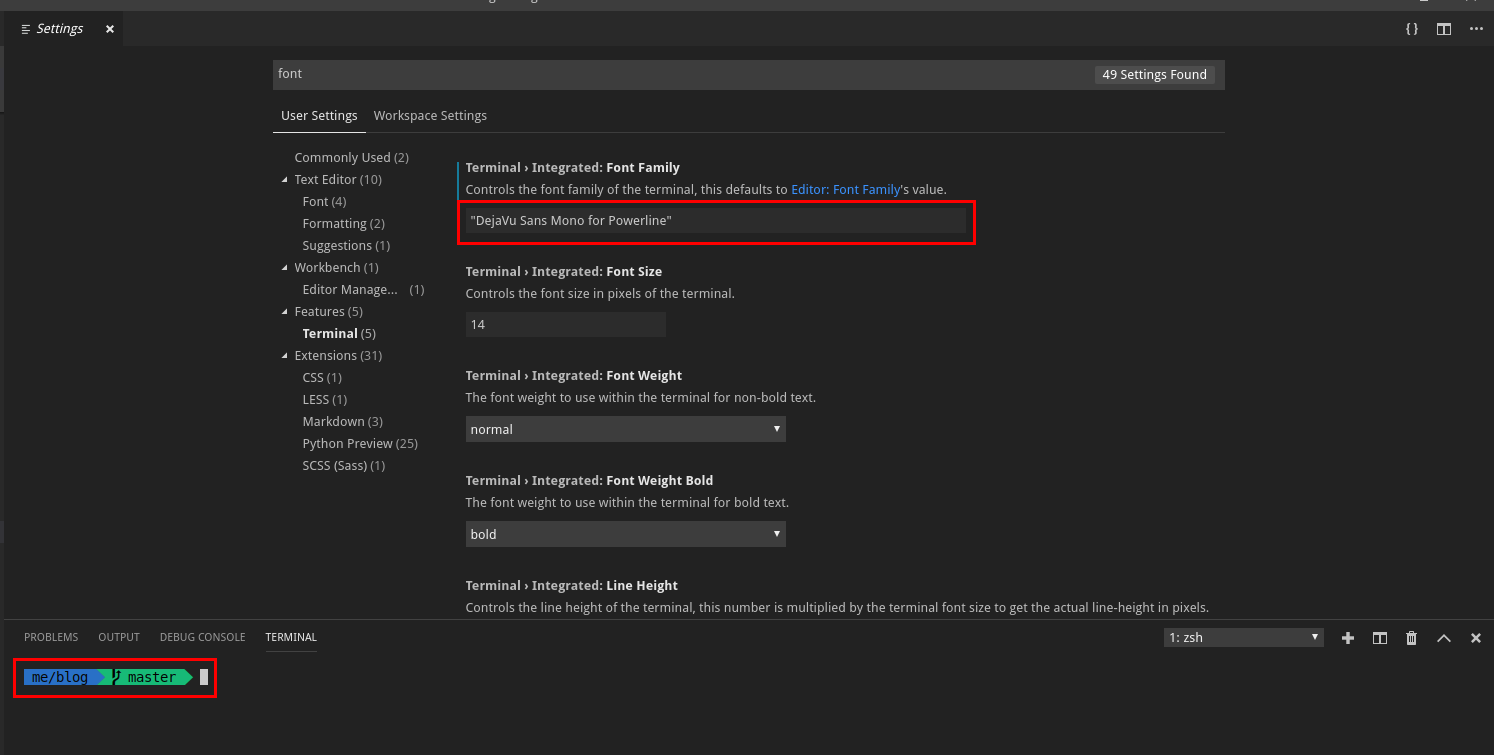 Settings
font
49 Settings Found
User Settings Workspace Settings
Commonly Used (2)
Text Editor (10)
Font (4)
Formatting (2)
Suggestions (1)
Workbench (1)
Editor Manage... (1)
Features (5)
Terminal (5)
Extensions (31)
CSS (1)
LESS (1)
Markdown (3)
Python Preview (25)
SCSS (Sass) (1)
Terminal › Integrated: Font Family
Controls the font family of the terminal, this defaults to Editor: Font Family's value.
"DejaVu Sans Mono for Powerline"
Terminal › Integrated: Font Size
Controls the font size in pixels of the terminal.
14
Terminal › Integrated: Font Weight
The font weight to use within the terminal for non-bold text.
normal
Terminal › Integrated: Font Weight Bold
The font weight to use within the terminal for bold text.
bold
Terminal › Integrated: Line Height
Controls the line height of the terminal, this number is multiplied by the terminal font size to get the actual line-height in pixels.
PROBLEMS OUTPUT DEBUG CONSOLE TERMINAL
1: zsh
me/blog master